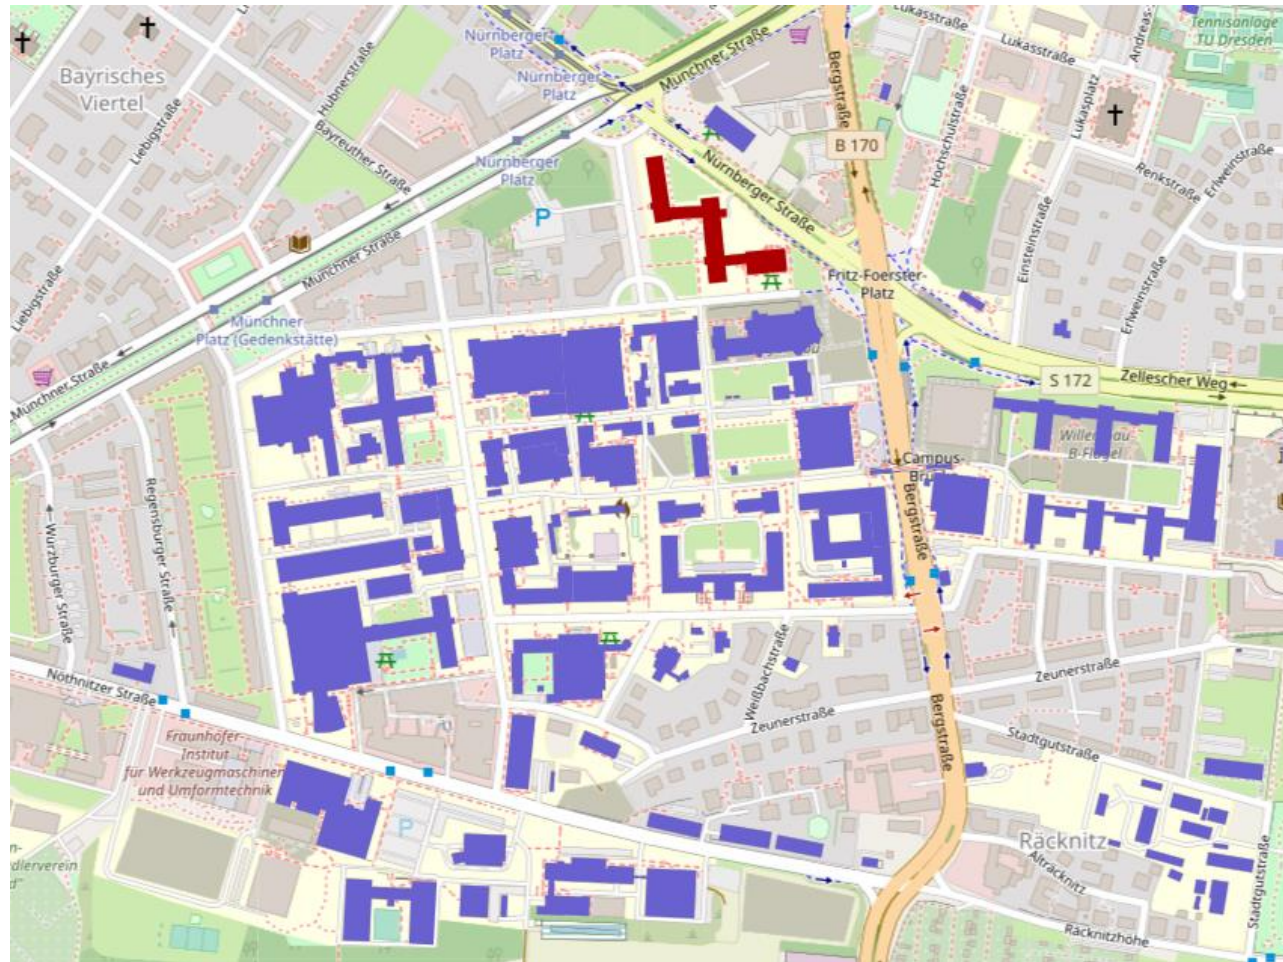 Nürnberger
Platz
Münchner Straße
Lukasstraße
Lukasstraße
Andreas-
Tennisanlage
TU Dresden
Bayrisches
Viertel
Hübnerstraße
Nürnberger
Platz
Bergstraße
Lukasplatz
Liebigstraße
Bayreuther Straße
B 170
Hochschulstraße
Nürnberger
Platz
Nürnberger Straße
Renkstraße
Erlweinstraße
P
Münchner Straße
Einsteinstraße
Liebigstraße
Fritz-Foerster-
Platz
Erlweinstraße
Münchner
Platz (Gedenkstätte)
Münchner Straße
S 172
Zellescher Weg
B-Flügel
Campus-
Regensburger Straße
Würzburger Straße
Bergstraße
Nöthnitzer Straße
Weißbachstraße
Zeunerstraße
Zeunerstraße
Bergstraße
Fraunhofer-
Institut
für Werkzeugmaschinen
und Umformtechnik
Stadtgutstraße
P
Räcknitz
Alträcknitz
Stadtgutstraße
Räcknitzhöhe